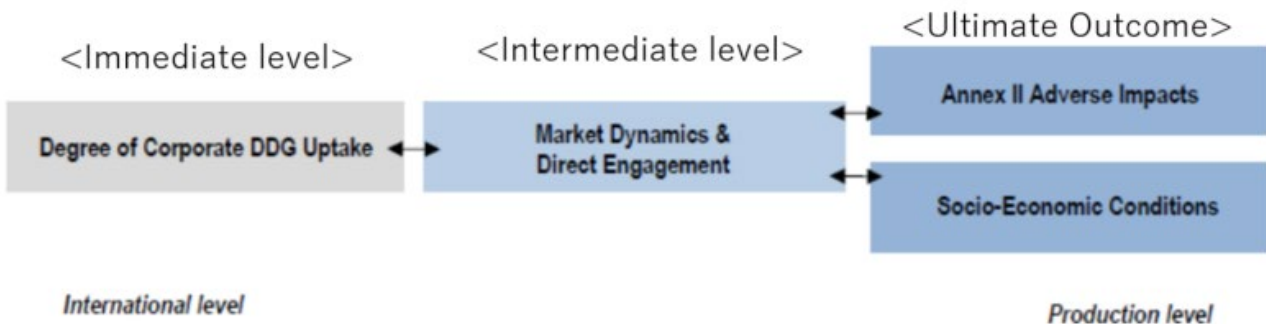 <Immediate level>
<Intermediate level>
<Ultimate Outcome>
Degree of Corporate DDG Uptake
Market Dynamics &
Direct Engagement
Annex II Adverse Impacts
Socio-Economic Conditions
International level
Production level